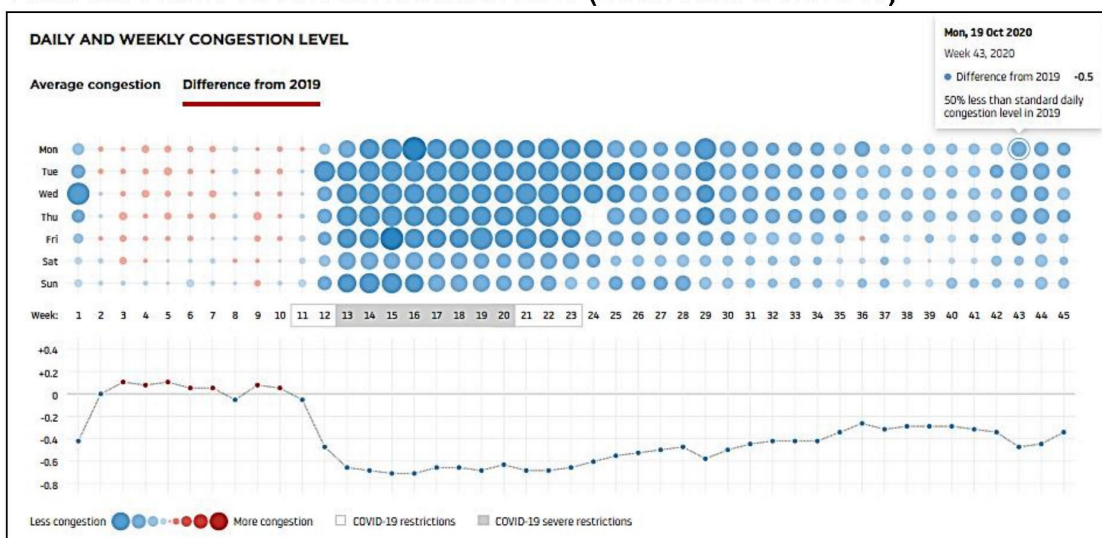 DAILY AND WEEKLY CONGESTION LEVEL
Average congestion Difference from 2019
Mon, 19 Oct 2020
Week 43, 2020
Difference from 2019 -0.5
50% less than standard daily
congestion level in 2019
Mon
Tue
Wed
Thu
Fri
Sat
Sun
Week: 1 2 3 4 5 6 7 8 9 10 11 12 13 14 15 16 17 18 19 20 21 22 23 24 25 26 27 28 29 30 31 32 33 34 35 36 37 38 39 40 41 42 43 44 45
+0.4
+0.2
0
-0.2
-0.4
-0.6
-0.8
Less congestion More congestion COVID-19 restrictions COVID-19 severe restrictions